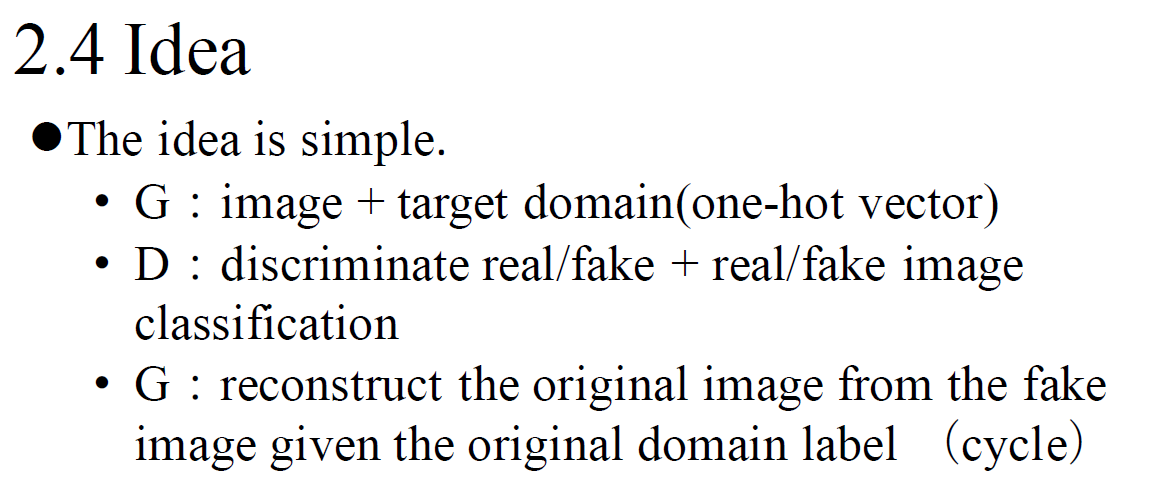 2.4 Idea
●The idea is simple.
• G：image + target domain(one-hot vector)
• D：discriminate real/fake + real/fake image
classification
• G：reconstruct the original image from the fake
image given the original domain label （cycle）